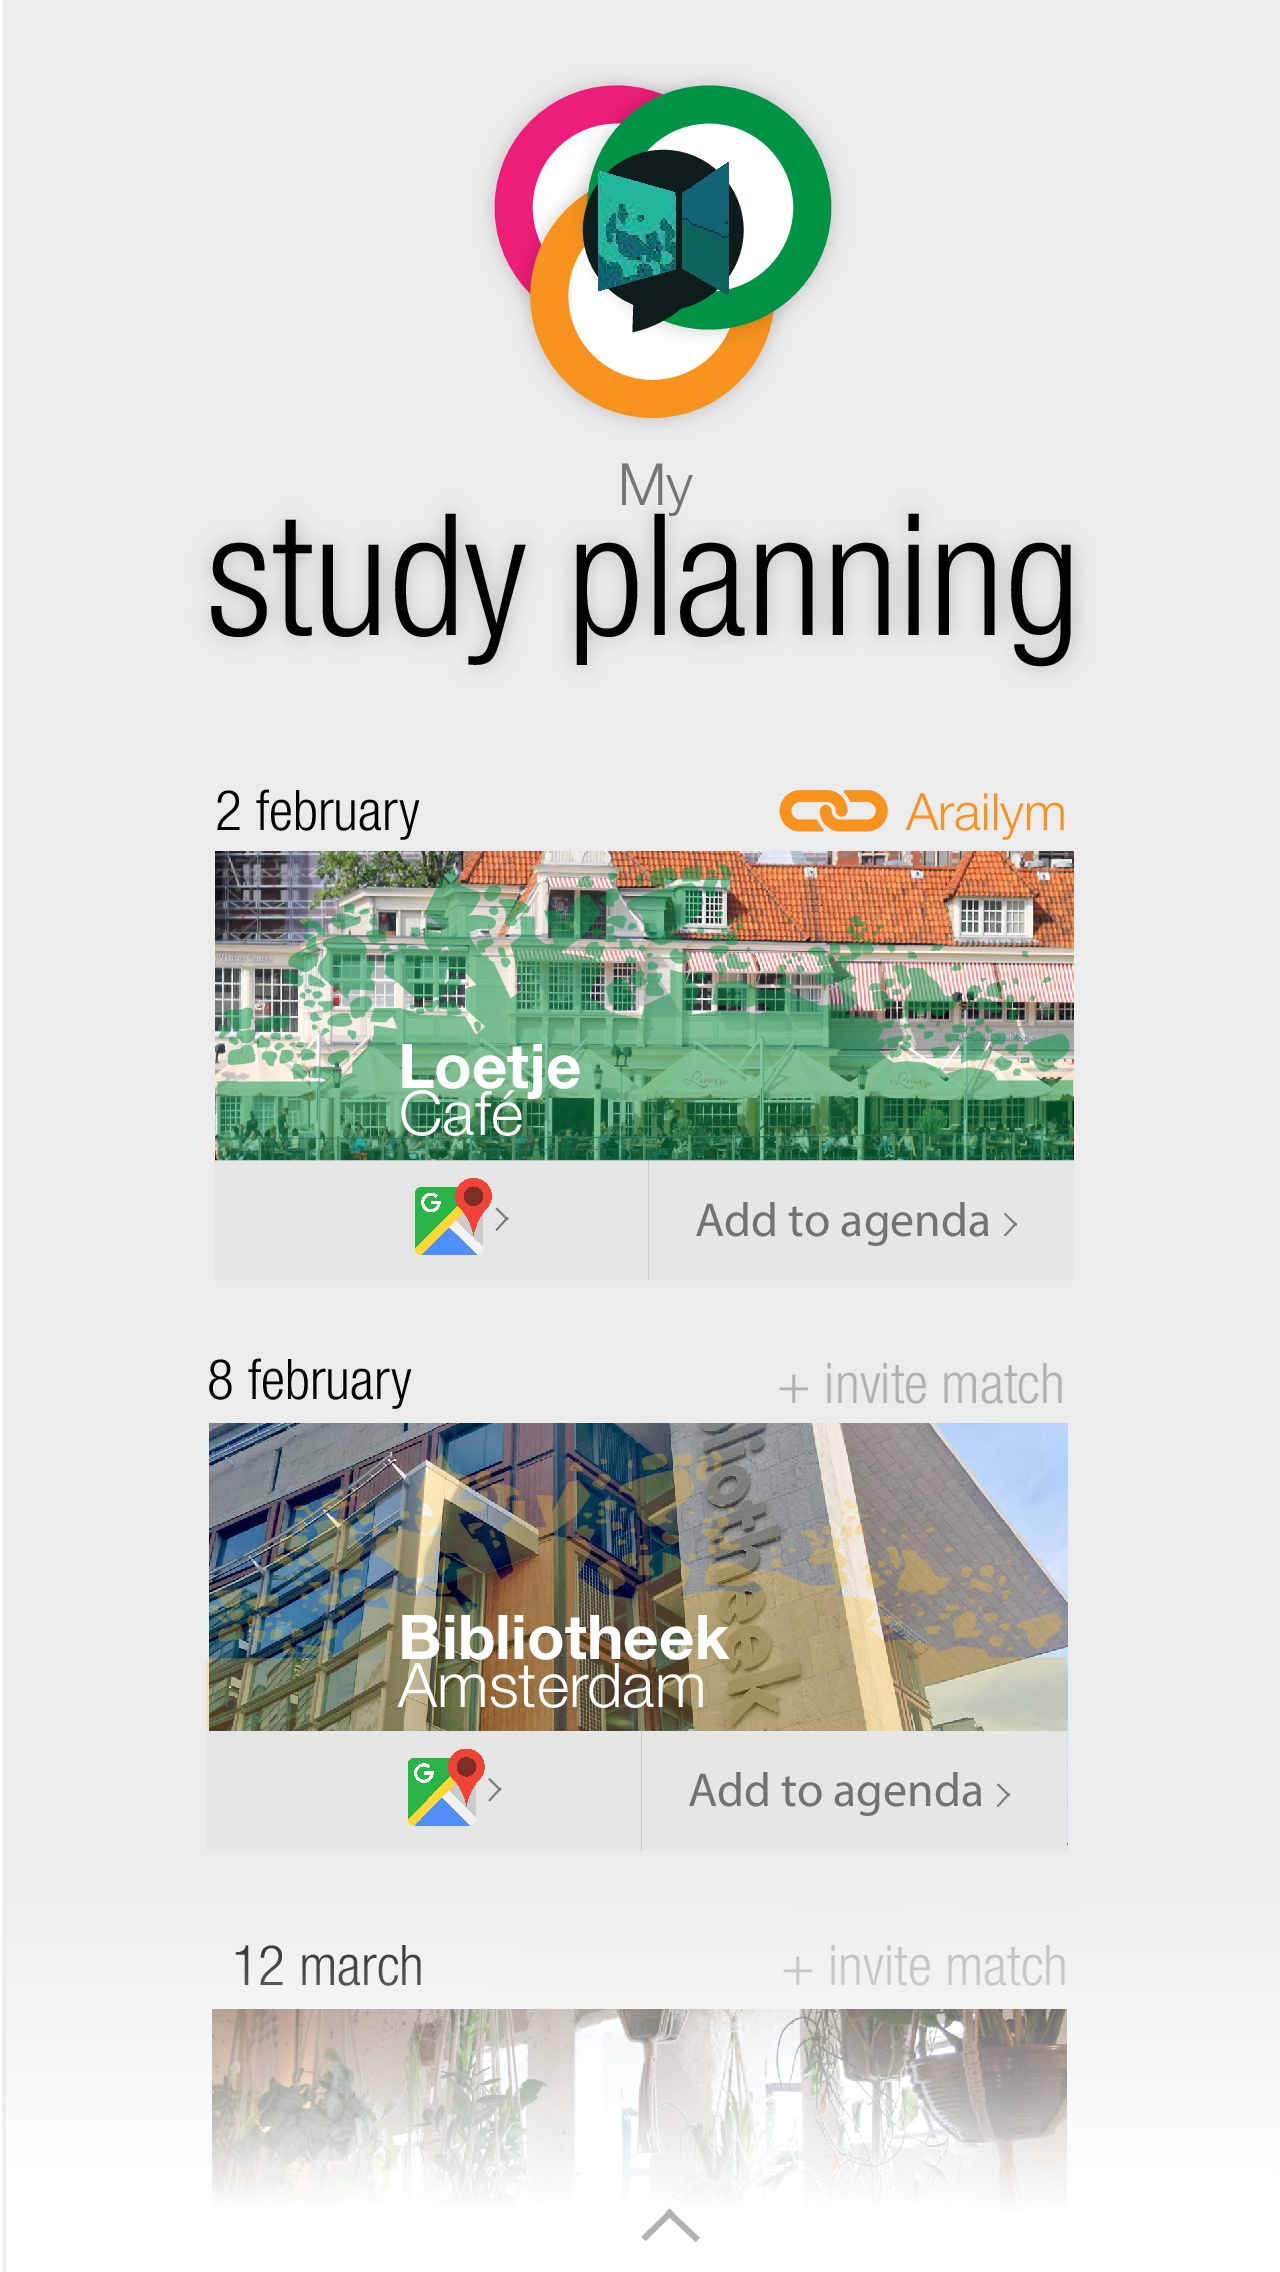 My
study planning
2 february
Arailym
Loetje
Café
G
Add to agenda
8 february
+ invite match
bliotheek
Bibliotheek
Amsterdam
G
Add to agenda
12 march
+ invite match